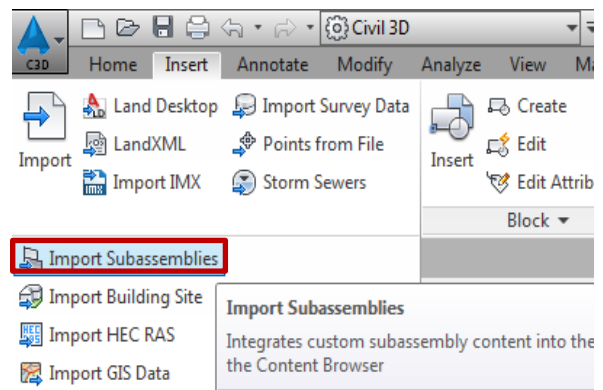 Civil 3D
C3D
Home Insert Annotate Modify Analyze View Ma
Import
Land Desktop
LandXML
Import IMX
Import Survey Data
Points from File
Storm Sewers
Insert
Create
Edit
Edit Attrib
Block
Import Subassemblies
Import Building Site
Import HEC RAS
Import GIS Data
Import Subassemblies
Integrates custom subassembly content into the
the Content Browser